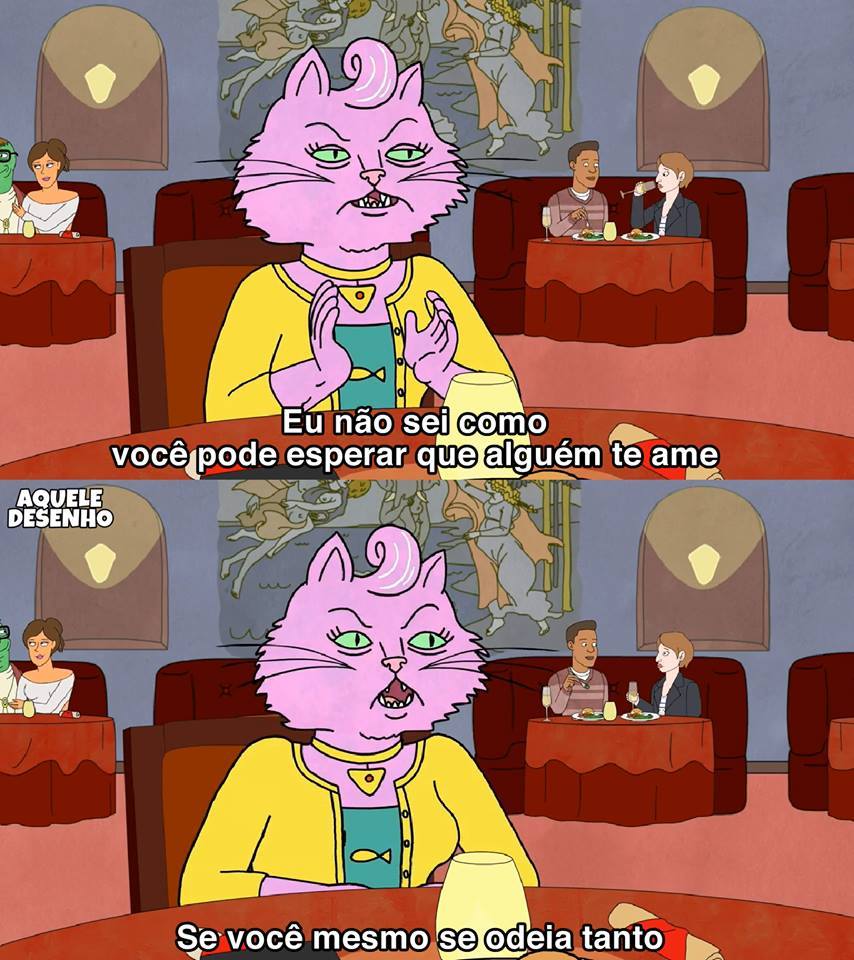 Eu não sei como
você pode esperar que alguém te ame
AQUELE
DESENHO
Se você mesmo se odeia tanto